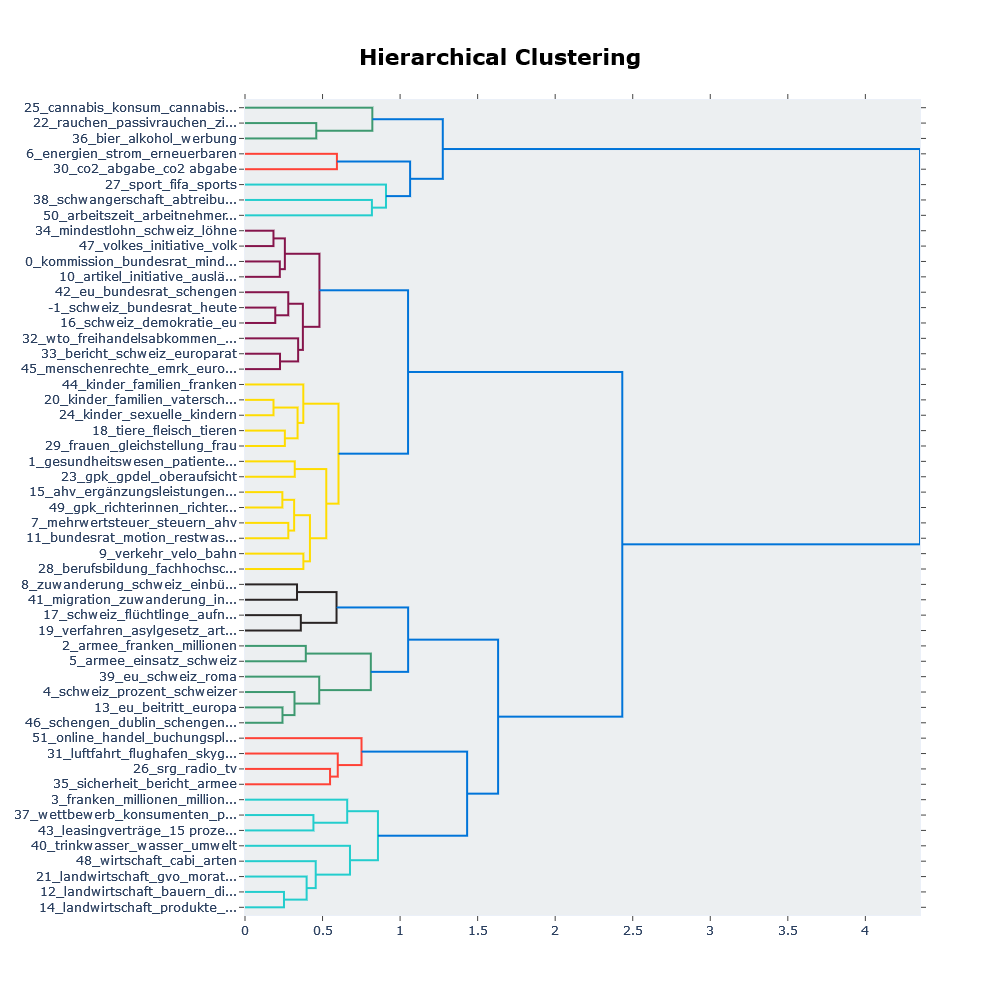 Hierarchical Clustering
25_cannabis_konsum_cannabis...
22_rauchen_passivrauchen_zi...
36_bier_alkohol_werbung
6_energien_strom_erneuerbaren
30_co2_abgabe_co2 abgabe
27_sport_fifa_sports
38_schwangerschaft_abtreibu...
50_arbeitszeit_arbeitnehmer...
34_mindestlohn_schweiz_löhne
47_volkes_initiative_volk
0_kommission_bundesrat_mind...
10_artikel_initiative_auslä...
42_eu_bundesrat_schengen
-1_schweiz_bundesrat_heute
16_schweiz_demokratie_eu
32_wto_freihandelsabkommen_...
33_bericht_schweiz_europarat
45_menschenrechte_emrk_euro...
44_kinder_familien_franken
20_kinder_familien_vatersch...
24_kinder_sexuelle_kindern
18_tiere_fleisch_tieren
29_frauen_gleichstellung_frau
1_gesundheitswesen_patiente...
23_gpk_gpdel_oberaufsicht
15_ahv_ergänzungsleistungen...
49_gpk_richterinnen_richter...
7_mehrwertsteuer_steuern_ahv
11_bundesrat_motion_restwas...
9_verkehr_velo_bahn
28_berufsbildung_fachhochsc...
8_zuwanderung_schweiz_einbü...
41_migration_zuwanderung_in...
17_schweiz_flüchtlinge_aufn...
19_verfahren_asylgesetz_art...
2_armee_franken_millionen
5_armee_einsatz_schweiz
39_eu_schweiz_roma
4_schweiz_prozent_schweizer
13_eu_beitritt_europa
46_schengen_dublin_schengen...
51_online_handel_buchungspl...
31_luftfahrt_flughafen_skyg...
26_srg_radio_tv
35_sicherheit_bericht_armee
3_franken_millionen_million...
37_wettbewerb_konsumenten_p...
43_leasingverträge_15 proze...
40_trinkwasser_wasser_umwelt
48_wirtschaft_cabi_arten
21_landwirtschaft_gvo_morat...
12_landwirtschaft_bauern_di...
14_landwirtschaft_produkte_...
0 0.5 1 1.5 2 2.5 3 3.5 4